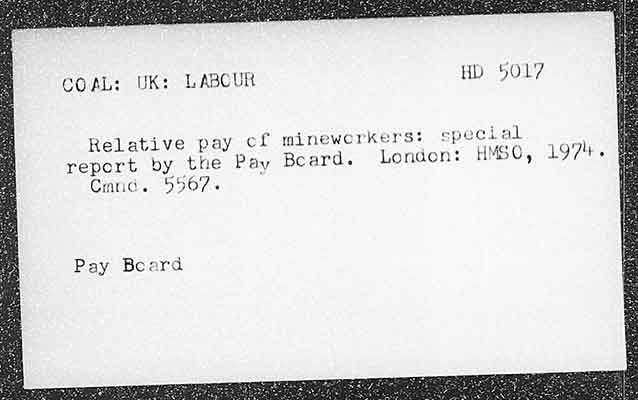 COAL: UK: LABOUR
HD 5017
Relative pay of mineworkers: special
report by the Pay Board. London: HMSO, 1974.
Cmnd. 5567.
Pay Board